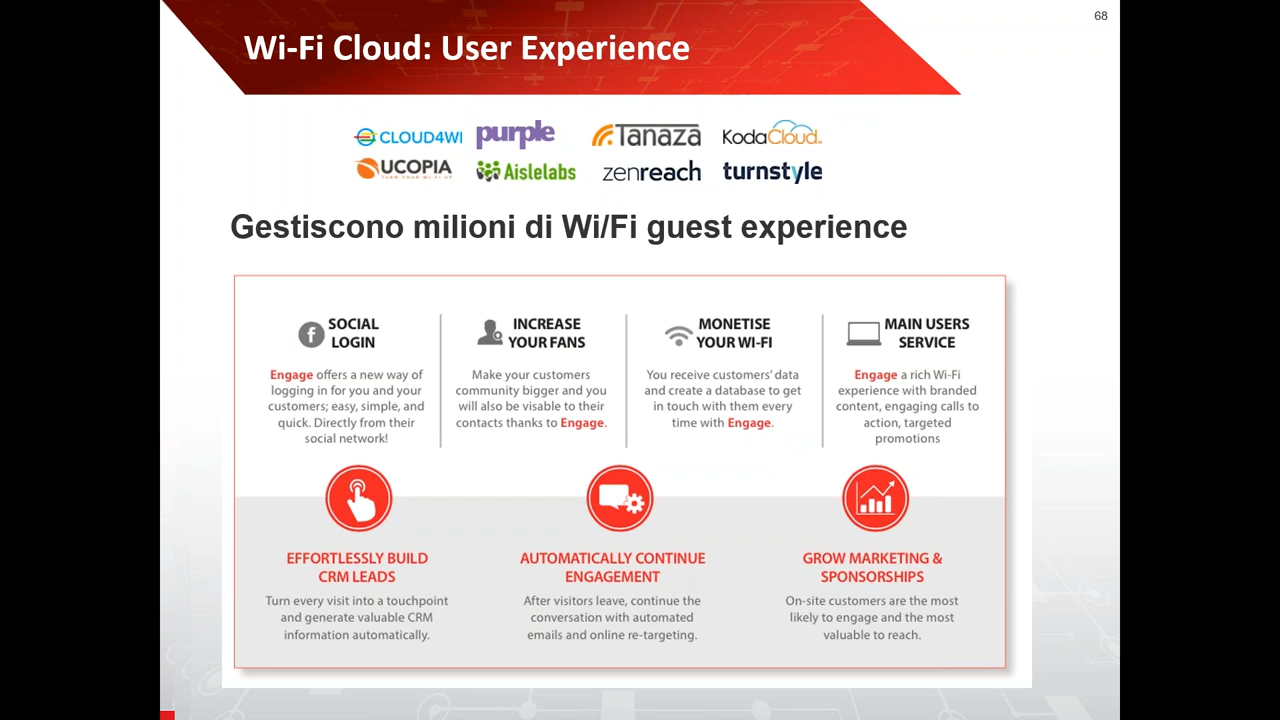 68
Wi-Fi Cloud: User Experience
CLOUD4WI purple Tanaza KodaCloud
UCOPIA Aislelabs zenreach turnstyle
TURN YOUR WI-FI UP
Gestiscono milioni di Wi/Fi guest experience
SOCIAL
LOGIN
Engage offers a new way of
logging in for you and your
customers; easy, simple, and
quick. Directly from their
social network!
INCREASE
YOUR FANS
Make your customers
community bigger and you
will also be visable to their
contacts thanks to Engage.
MONETISE
YOUR WI-FI
You receive customers' data
and create a database to get
in touch with them every
time with Engage.
MAIN USERS
SERVICE
Engage a rich Wi-Fi
experience with branded
content, engaging calls to
action, targeted
promotions
EFFORTLESSLY BUILD
CRM LEADS
Turn every visit into a touchpoint
and generate valuable CRM
information automatically.
AUTOMATICALLY CONTINUE
ENGAGEMENT
After visitors leave, continue the
conversation with automated
emails and online re-targeting.
GROW MARKETING &
SPONSORSHIPS
On-site customers are the most
likely to engage and the most
valuable to reach.